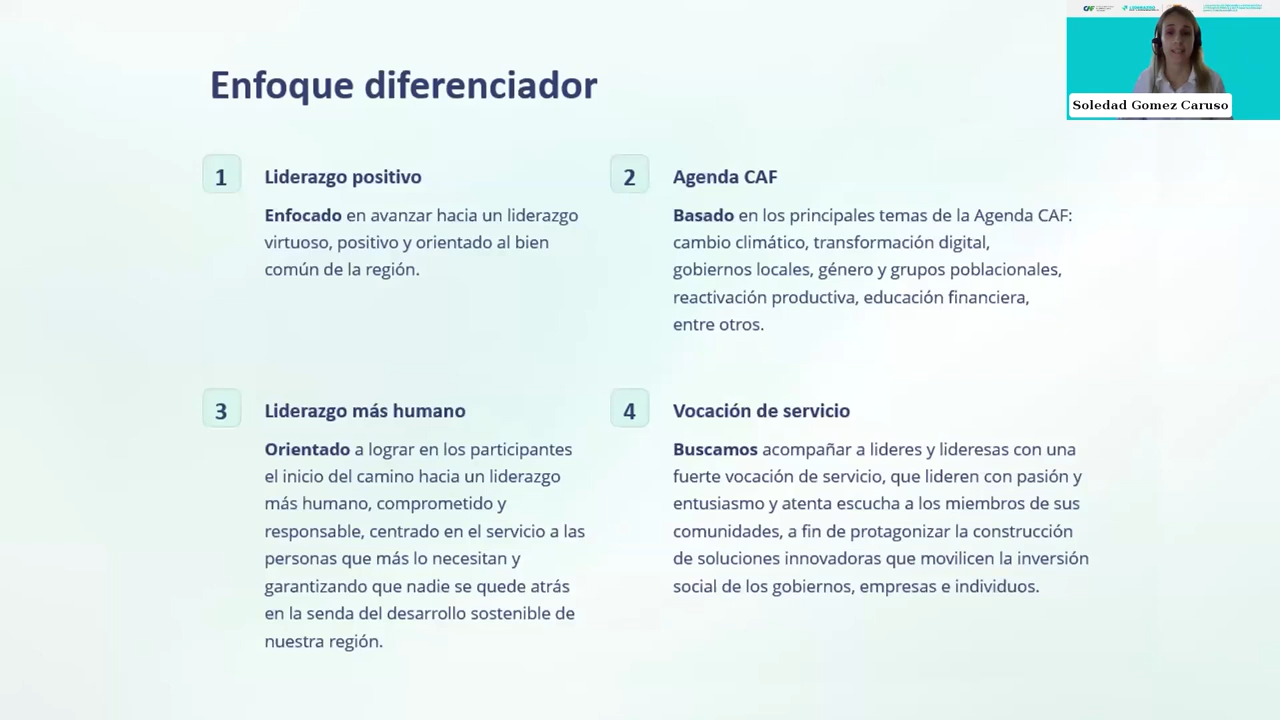 CAF
LIDERAZGO
Soledad Gomez Caruso
Enfoque diferenciador
1
Liderazgo positivo
Enfocado en avanzar hacia un liderazgo
virtuoso, positivo y orientado al bien
común de la región.
2
Agenda CAF
Basado en los principales temas de la Agenda CAF:
cambio climático, transformación digital,
gobiernos locales, género y grupos poblacionales,
reactivación productiva, educación financiera,
entre otros.
3
Liderazgo más humano
Orientado a lograr en los participantes
el inicio del camino hacia un liderazgo
más humano, comprometido y
responsable, centrado en el servicio a las
personas que más lo necesitan y
garantizando que nadie se quede atrás
en la senda del desarrollo sostenible de
nuestra región.
4
Vocación de servicio
Buscamos acompañar a lideres y lideresas con una
fuerte vocación de servicio, que lideren con pasión y
entusiasmo y atenta escucha a los miembros de sus
comunidades, a fin de protagonizar la construcción
de soluciones innovadoras que movilicen la inversión
social de los gobiernos, empresas e individuos.